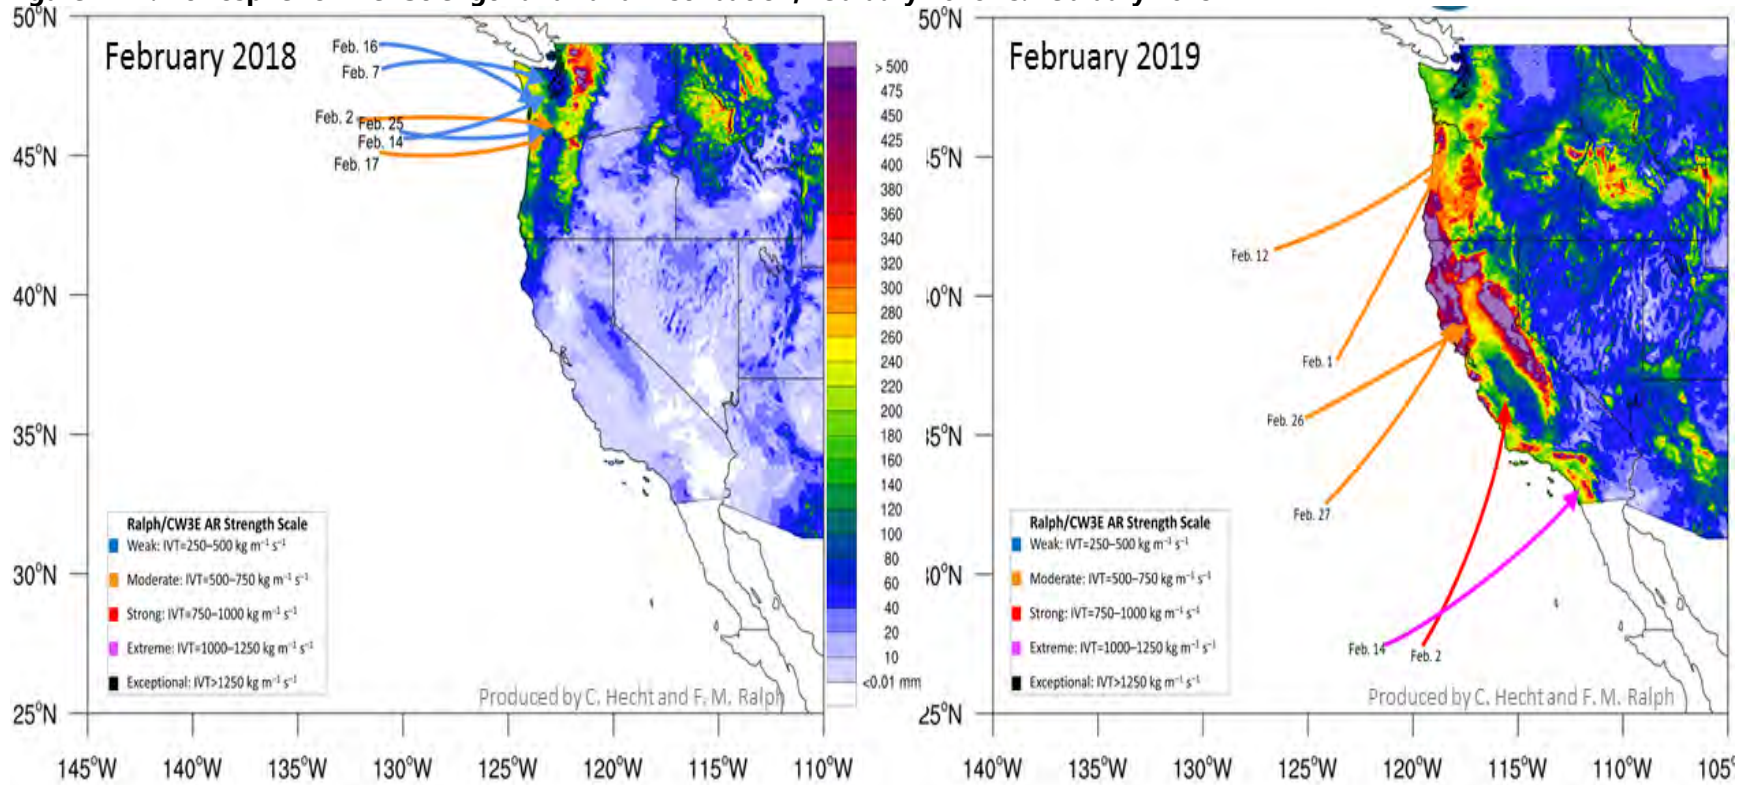 February 2018
Feb. 16
Feb. 7
Feb. 2
Feb. 25
Feb. 14
Feb. 17
50°N
45°N
40°N
35°N
30°N
25°N
145°W 140°W 135°W 130°W 125°W 120°W 115°W 110°W
Ralph/CW3E AR Strength Scale
Weak: IVT=250–500 kg m⁻¹ s⁻¹
Moderate: IVT=500–750 kg m⁻¹ s⁻¹
Strong: IVT=750–1000 kg m⁻¹ s⁻¹
Extreme: IVT=1000–1250 kg m⁻¹ s⁻¹
Exceptional: IVT>1250 kg m⁻¹ s⁻¹
Produced by C. Hecht and F. M. Ralph
> 500
475
450
425
400
380
360
340
320
300
280
260
240
220
200
180
160
140
120
100
80
60
40
20
10
<0.01 mm
February 2019
Feb. 12
Feb. 1
Feb. 26
Feb. 27
Feb. 14
Feb. 2
50°N
45°N
40°N
35°N
30°N
25°N
140°W 135°W 130°W 125°W 120°W 115°W 110°W 105°
Ralph/CW3E AR Strength Scale
Weak: IVT=250–500 kg m⁻¹ s⁻¹
Moderate: IVT=500–750 kg m⁻¹ s⁻¹
Strong: IVT=750–1000 kg m⁻¹ s⁻¹
Extreme: IVT=1000–1250 kg m⁻¹ s⁻¹
Exceptional: IVT>1250 kg m⁻¹ s⁻¹
Produced by C. Hecht and F. M. Ralph